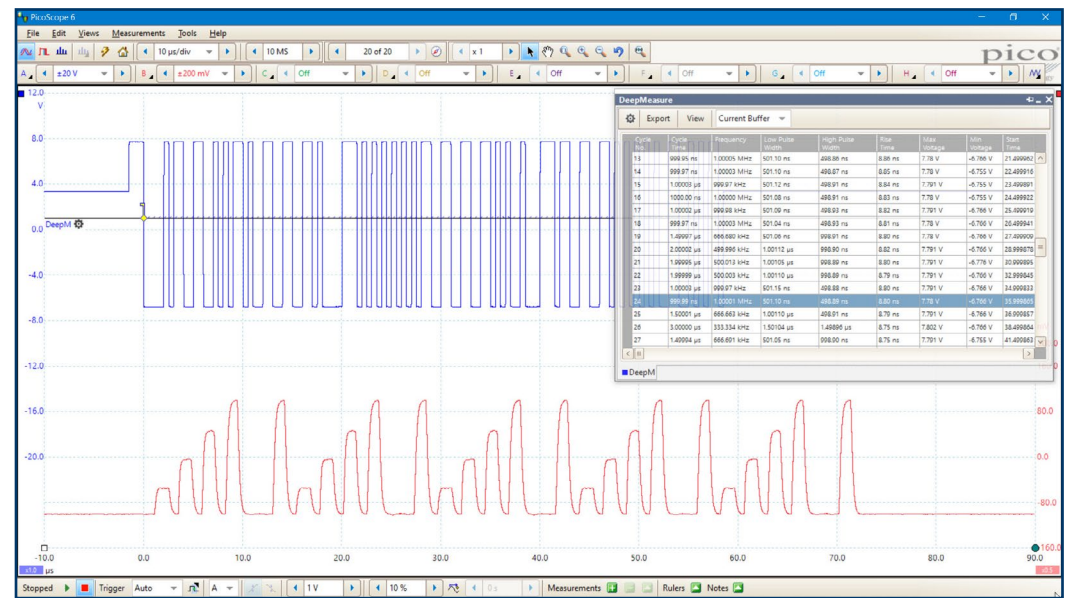 PicoScope 6
File Edit Views Measurements Tools Help
10 µs/div 10 MS 20 of 20 x 1
pico
A ±20 V B ±200 mV C Off D Off E Off F Off G Off H Off
12.0
V
8.0
4.0
0.0
-4.0
-8.0
-12.0
-16.0
-20.0
DeepM
DeepMeasure
Export View Current Buffer
Cycle No. Cycle Time Frequency Low Pulse Width High Pulse Width Rise Time Max Voltage Min Voltage Start Time
13 999.95 ns 1.00005 MHz 501.10 ns 498.86 ns 8.86 ns 7.78 V -6.766 V 21.499962
14 999.97 ns 1.00003 MHz 501.10 ns 498.87 ns 8.85 ns 7.78 V -6.755 V 22.499916
15 1.00003 µs 999.97 kHz 501.12 ns 498.91 ns 8.84 ns 7.791 V -6.755 V 23.499891
16 1000.00 ns 1.00000 MHz 501.08 ns 498.91 ns 8.83 ns 7.78 V -6.766 V 24.499922
17 1.00002 µs 999.98 kHz 501.09 ns 498.93 ns 8.82 ns 7.791 V -6.766 V 25.499919
18 999.97 ns 1.00003 MHz 501.04 ns 498.93 ns 8.81 ns 7.78 V -6.766 V 26.499941
19 1.49997 µs 666.680 kHz 501.06 ns 998.91 ns 8.80 ns 7.78 V -6.766 V 27.499909
20 2.00002 µs 499.996 kHz 1.00112 µs 998.90 ns 8.82 ns 7.791 V -6.766 V 28.999878
21 1.99995 µs 500.013 kHz 1.00105 µs 998.89 ns 8.80 ns 7.791 V -6.776 V 30.999895
22 1.99999 µs 500.003 kHz 1.00110 µs 998.89 ns 8.79 ns 7.791 V -6.766 V 32.999845
23 1.00003 µs 999.97 kHz 501.15 ns 498.88 ns 8.80 ns 7.791 V -6.766 V 34.999833
24 999.99 ns 1.00001 MHz 501.10 ns 498.89 ns 8.80 ns 7.78 V -6.766 V 35.999865
25 1.50001 µs 666.663 kHz 1.00110 µs 498.91 ns 8.79 ns 7.791 V -6.766 V 36.999857
26 3.00000 µs 333.334 kHz 1.50104 µs 1.49896 µs 8.75 ns 7.802 V -6.766 V 38.499864
27 1.49994 µs 666.691 kHz 501.05 ns 998.90 ns 8.75 ns 7.791 V -6.755 V 41.499863
DeepM
80.0
0.0
-80.0
-160.0
-10.0 0.0 10.0 20.0 30.0 40.0 50.0 60.0 70.0 80.0 90.0
x1.0 µs
x0.5
Stopped Trigger Auto A 1 V 10 % 0 s Measurements Rulers Notes